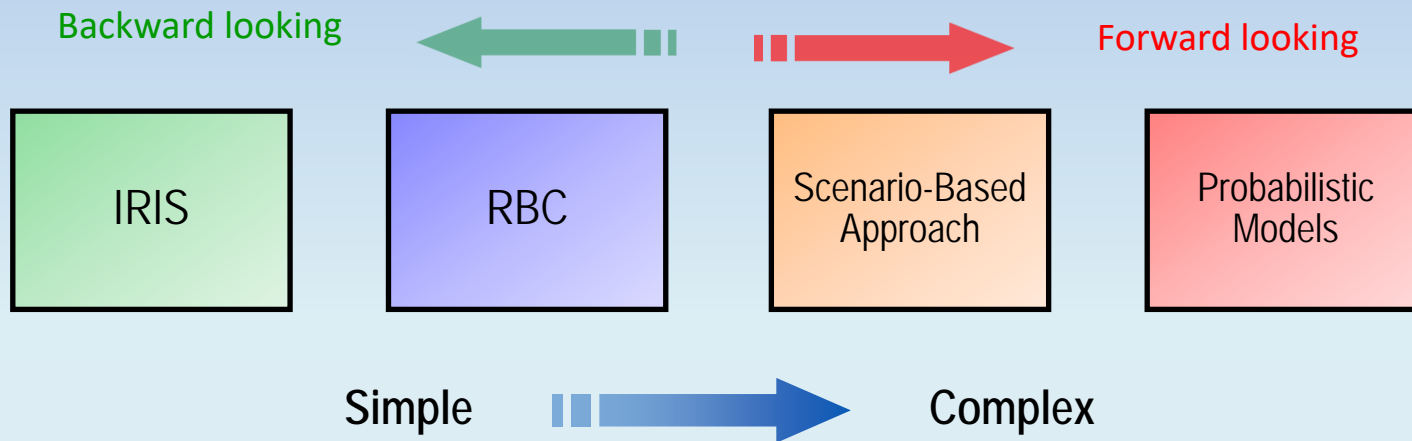 Backward looking
Forward looking
IRIS
RBC
Scenario-Based
Approach
Probabilistic
Models
Simple
Complex